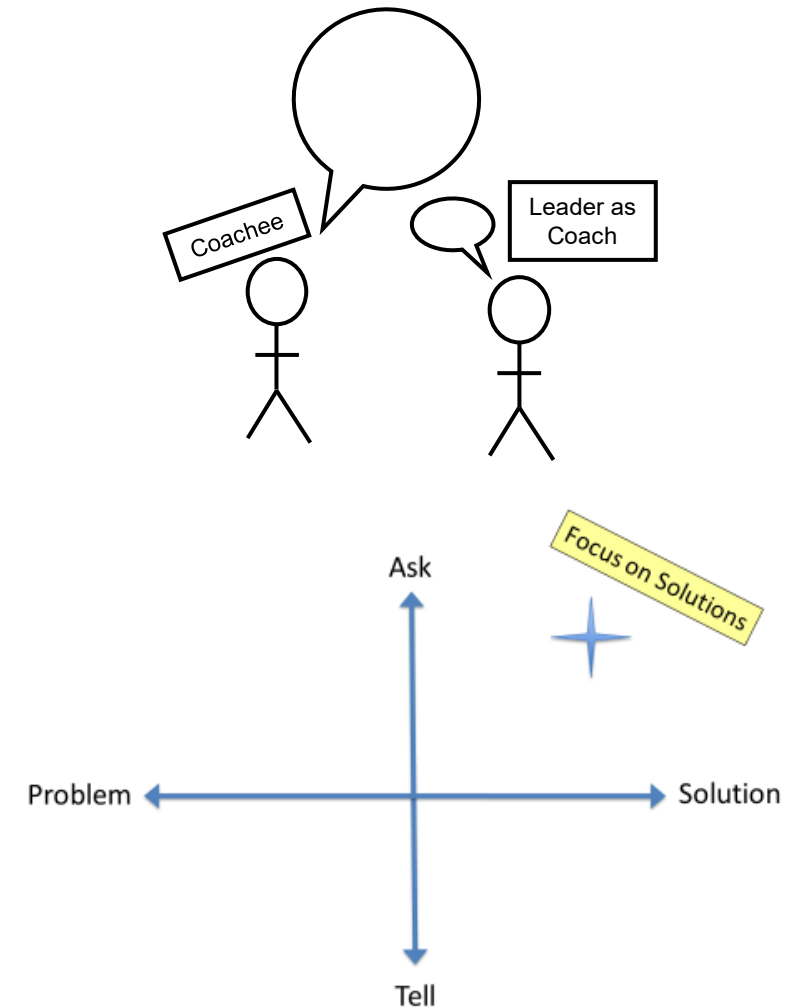 Coachee
Leader as
Coach
Focus on Solutions
Ask
Problem
Solution
Tell